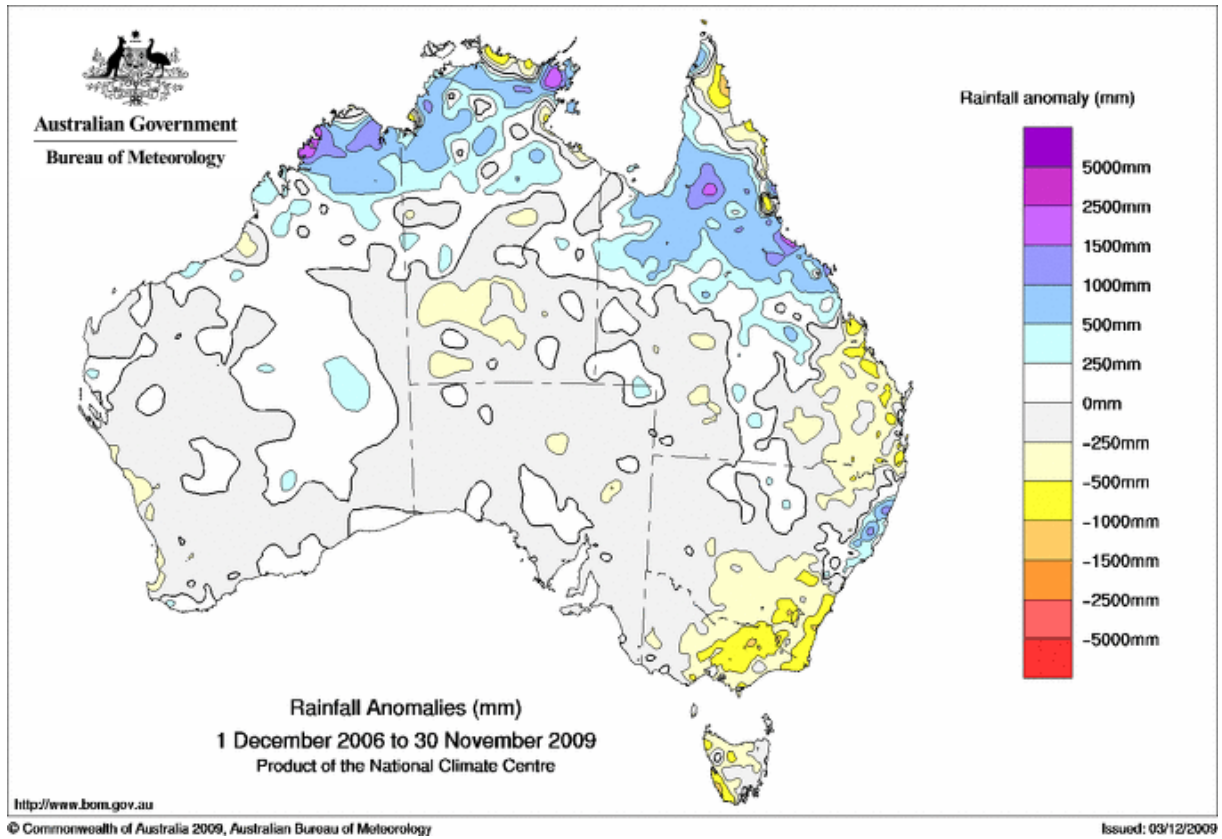 Australian Government
Bureau of Meteorology
Rainfall anomaly (mm)
5000mm
2500mm
1500mm
1000mm
500mm
250mm
0mm
-250mm
-500mm
-1000mm
-1500mm
-2500mm
-5000mm
Rainfall Anomalies (mm)
1 December 2006 to 30 November 2009
Product of the National Climate Centre
http://www.bom.gov.au
© Commonwealth of Australia 2009, Australian Bureau of Meteorology
Issued: 03/12/2009